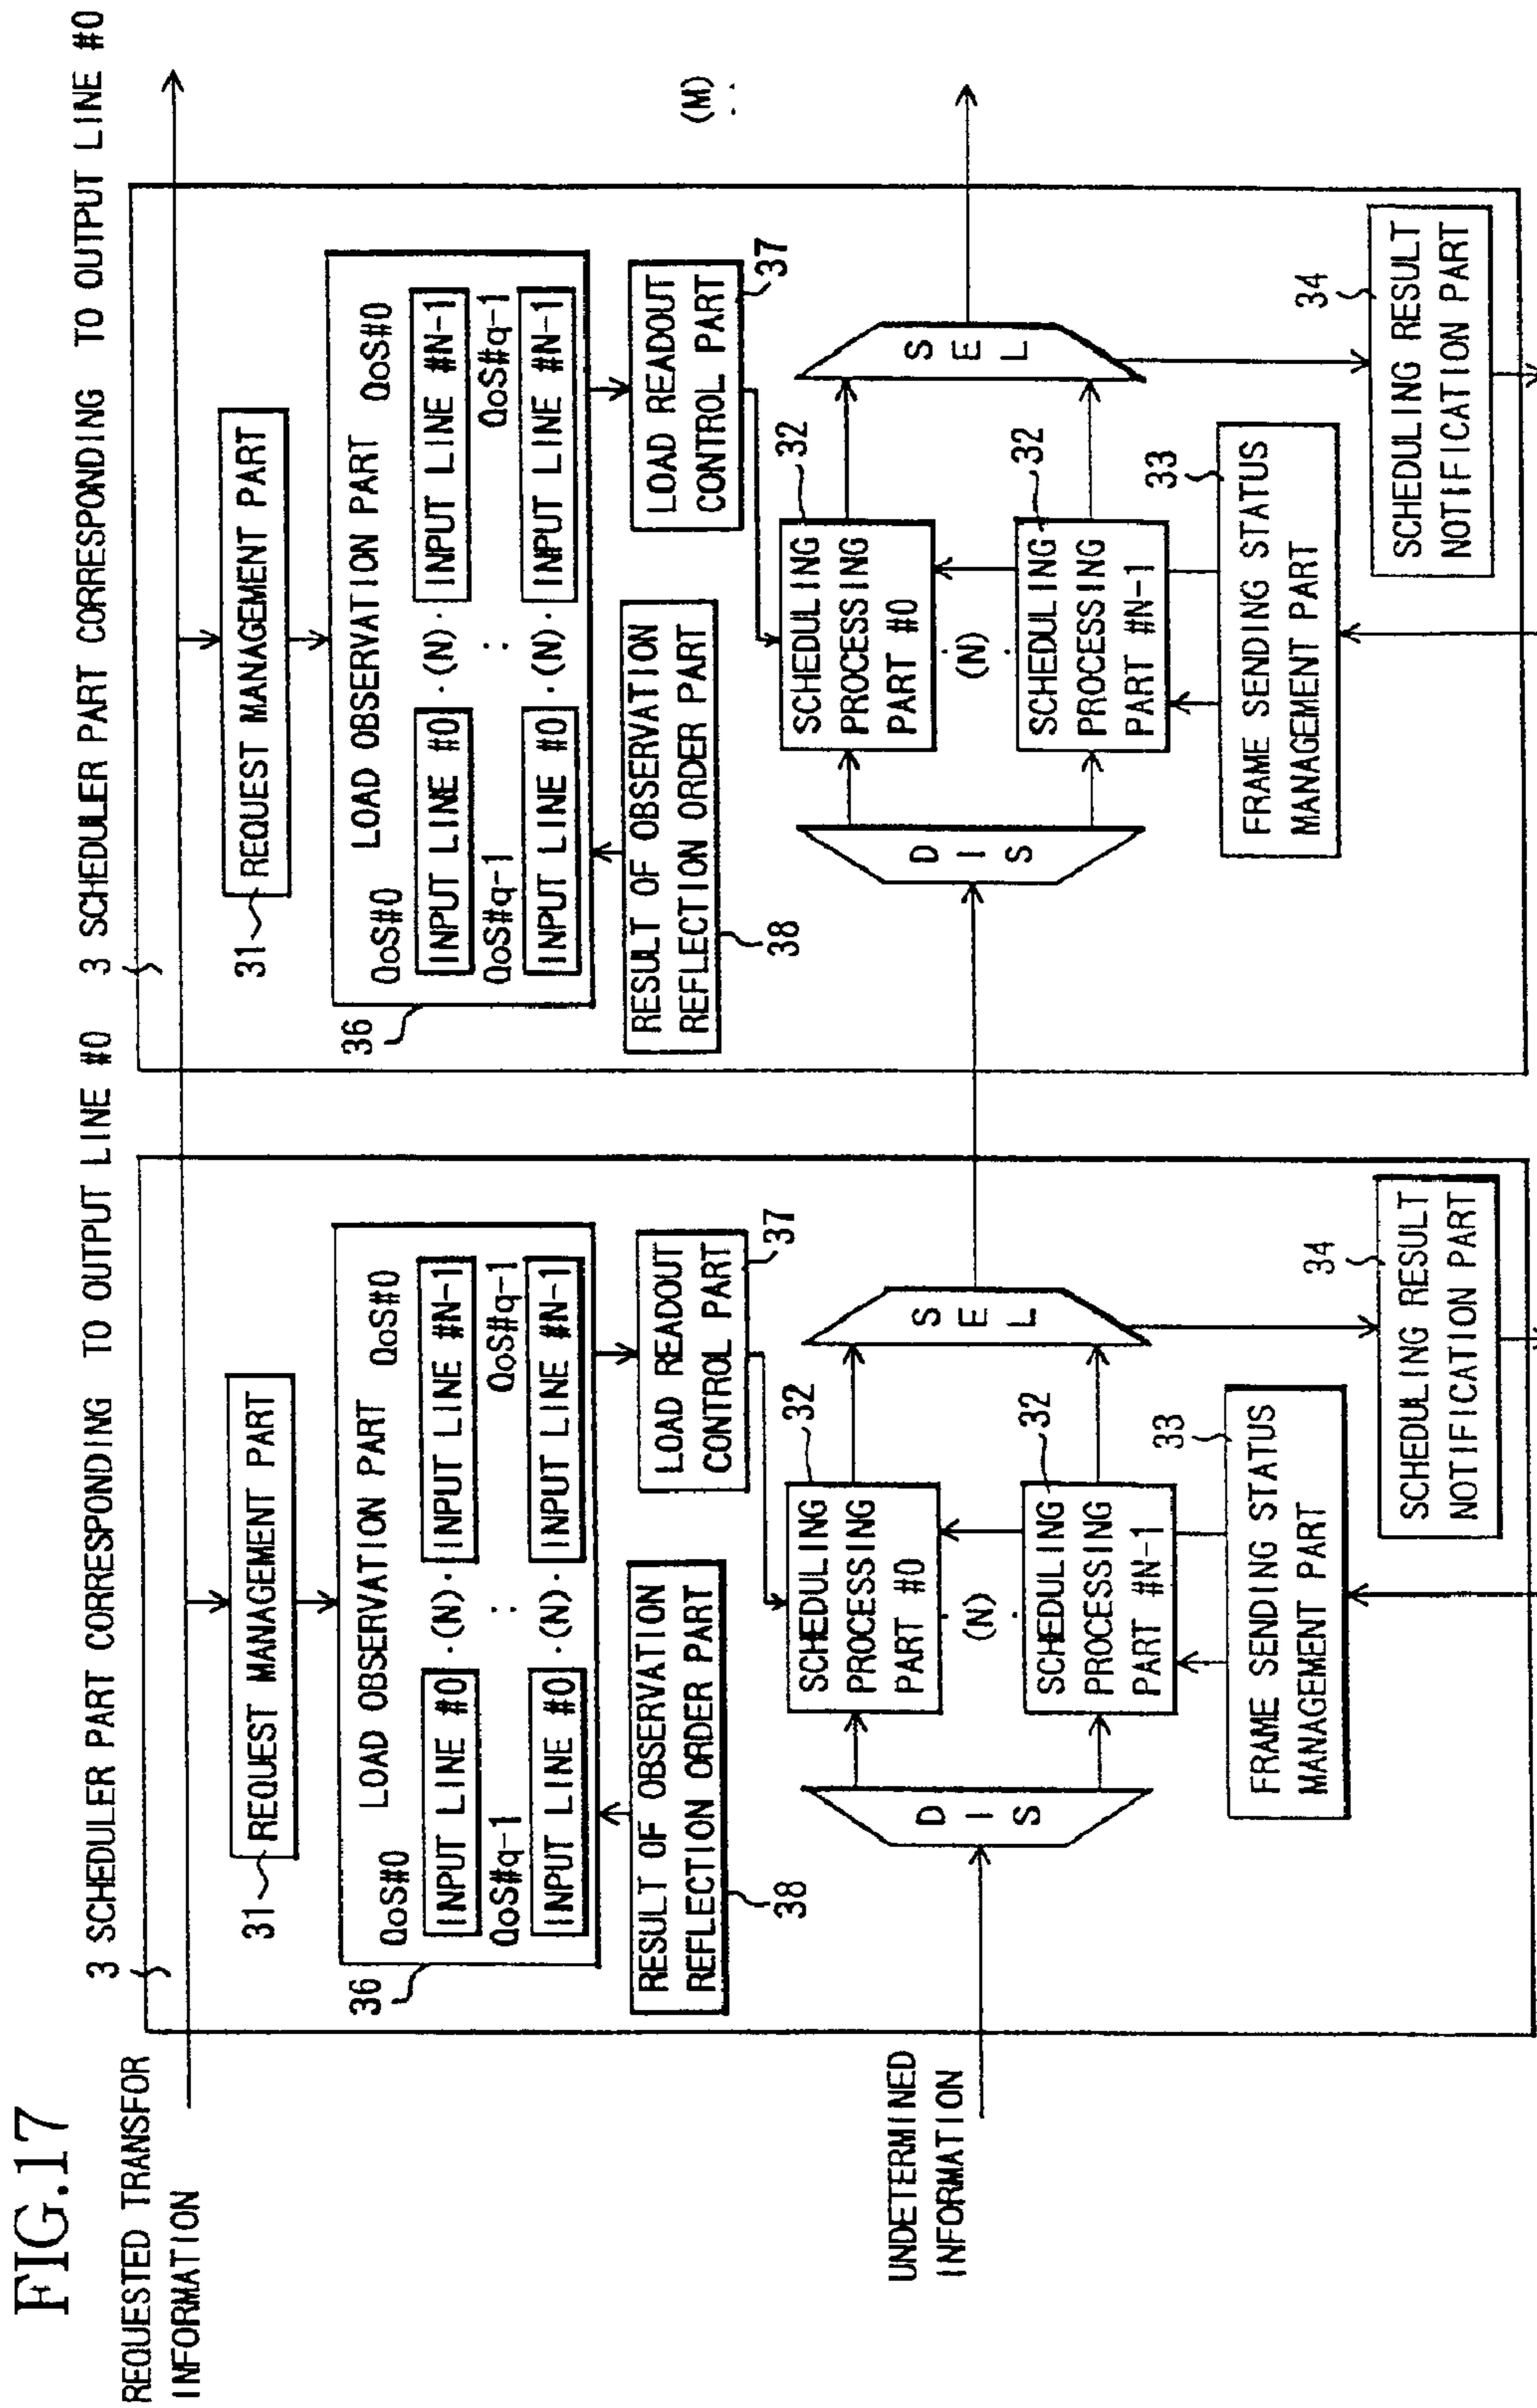 FIG.17
REQUESTED TRANSFOR
INFORMATION
3 SCHEDULER PART CORRESPONDING TO OUTPUT LINE #0
31
REQUEST MANAGEMENT PART
36
LOAD OBSERVATION PART
QoS#0 QoS#0
INPUT LINE #0 ·(N)· INPUT LINE #N-1
QoS#q-1 : QoS#q-1
INPUT LINE #0 ·(N)· INPUT LINE #N-1
RESULT OF OBSERVATION
REFLECTION ORDER PART
38
LOAD READOUT
CONTROL PART
37
UNDETERMINED
INFORMATION
DIS
SCHEDULING
PROCESSING
PART #0
32
·(N)·
SCHEDULING
PROCESSING
PART #N-1
32
SEL
FRAME SENDING STATUS
MANAGEMENT PART
33
34
SCHEDULING RESULT
NOTIFICATION PART
3 SCHEDULER PART CORRESPONDING TO OUTPUT LINE #0
31
REQUEST MANAGEMENT PART
36
LOAD OBSERVATION PART
QoS#0 QoS#0
INPUT LINE #0 ·(N)· INPUT LINE #N-1
QoS#q-1 : QoS#q-1
INPUT LINE #0 ·(N)· INPUT LINE #N-1
RESULT OF OBSERVATION
REFLECTION ORDER PART
38
LOAD READOUT
CONTROL PART
37
DIS
SCHEDULING
PROCESSING
PART #0
32
·(N)·
SCHEDULING
PROCESSING
PART #N-1
32
SEL
FRAME SENDING STATUS
MANAGEMENT PART
33
34
SCHEDULING RESULT
NOTIFICATION PART
(M)
: